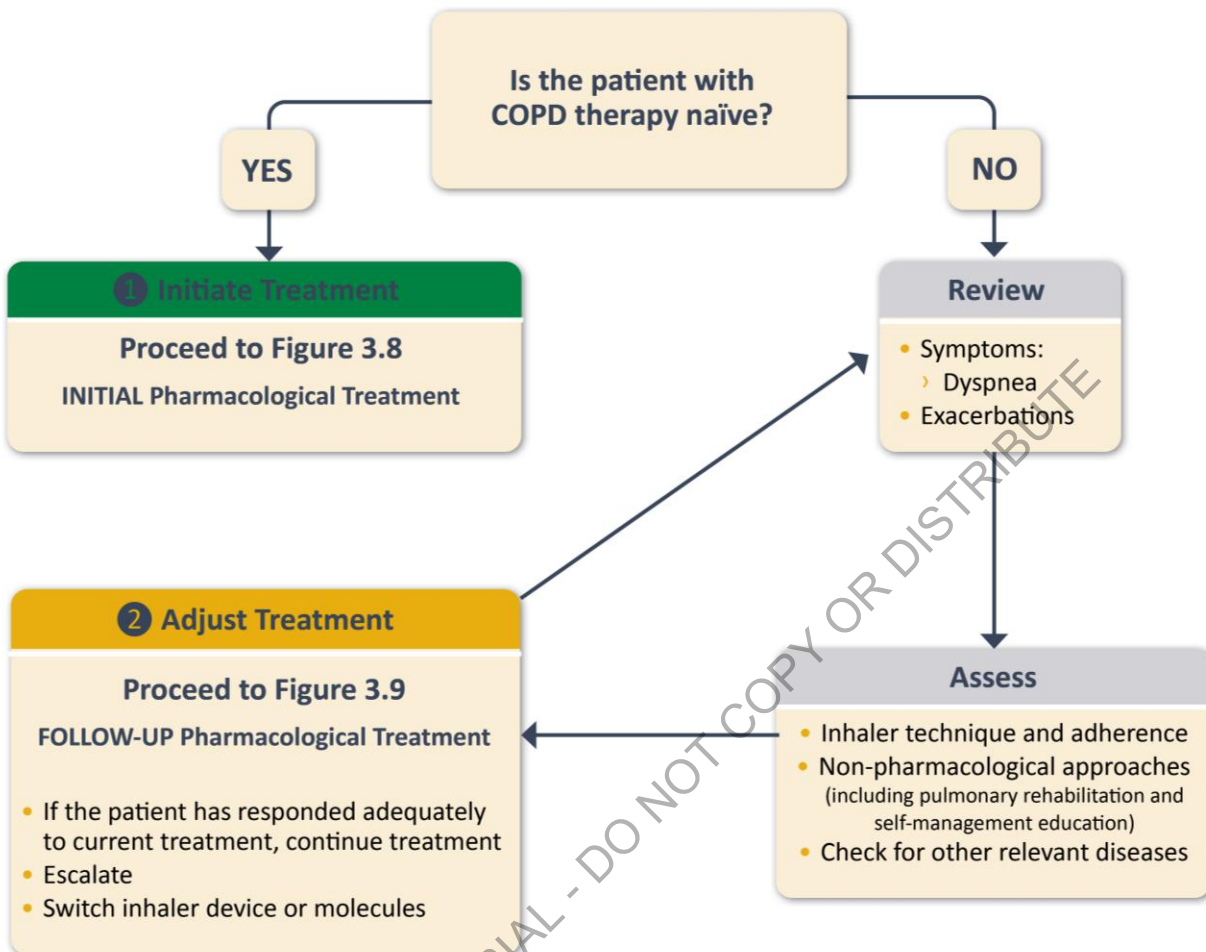 Is the patient with
COPD therapy naïve?
YES
NO
1 Initiate Treatment
Proceed to Figure 3.8
INITIAL Pharmacological Treatment
Review
• Symptoms:
› Dyspnea
• Exacerbations
2 Adjust Treatment
Proceed to Figure 3.9
FOLLOW-UP Pharmacological Treatment
• If the patient has responded adequately
to current treatment, continue treatment
• Escalate
• Switch inhaler device or molecules
Assess
• Inhaler technique and adherence
• Non-pharmacological approaches
(including pulmonary rehabilitation and
self-management education)
• Check for other relevant diseases
- DO NOT COPY OR DISTRIBUTE